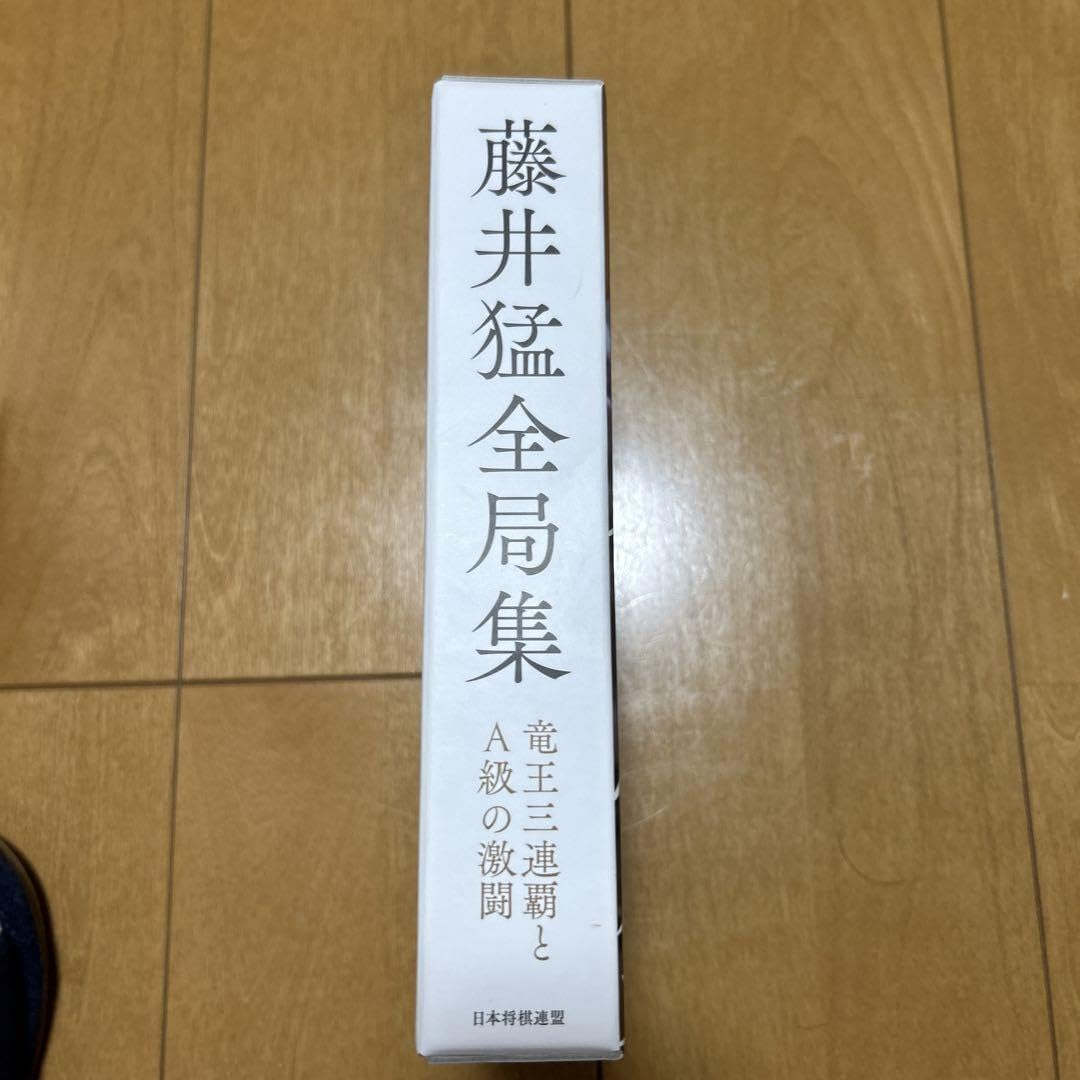 藤井猛全局集
竜王三連覇と
A級の激闘
日本将棋連盟